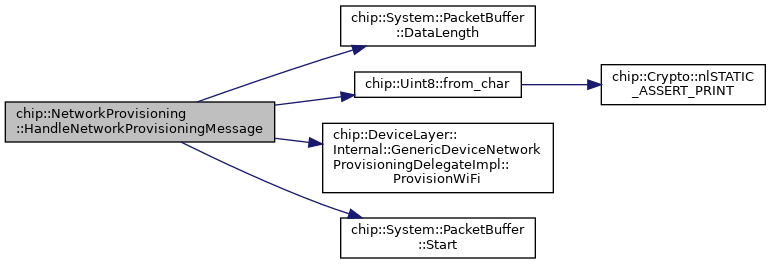 chip::NetworkProvisioning
::HandleNetworkProvisioningMessage
chip::System::PacketBuffer
::DataLength
chip::Uint8::from_char
chip::Crypto::nlSTATIC
_ASSERT_PRINT
chip::DeviceLayer::
Internal::GenericDeviceNetwork
ProvisioningDelegateImpl::
ProvisionWiFi
chip::System::PacketBuffer
::Start